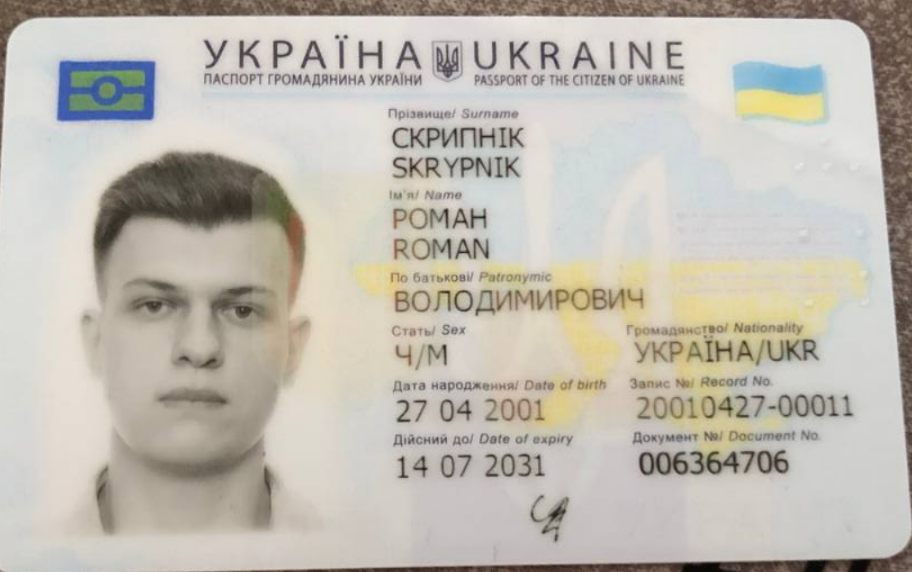 УКРАЇНА UKRAINE
ПАСПОРТ ГРОМАДЯНИНА УКРАЇНИ PASSPORT OF THE CITIZEN OF UKRAINE
Прізвище/ Surname
СКРИПНІК
SKRYPNIK
Ім'я/ Name
РОМАН
ROMAN
По батькові/ Patronymic
ВОЛОДИМИРОВИЧ
Стать/ Sex Громадянство/ Nationality
Ч/М УКРАЇНА/UKR
Дата народження/ Date of birth Запис №/ Record No.
27 04 2001 20010427-00011
Дійсний до/ Date of expiry Документ №/ Document No.
14 07 2031 006364706